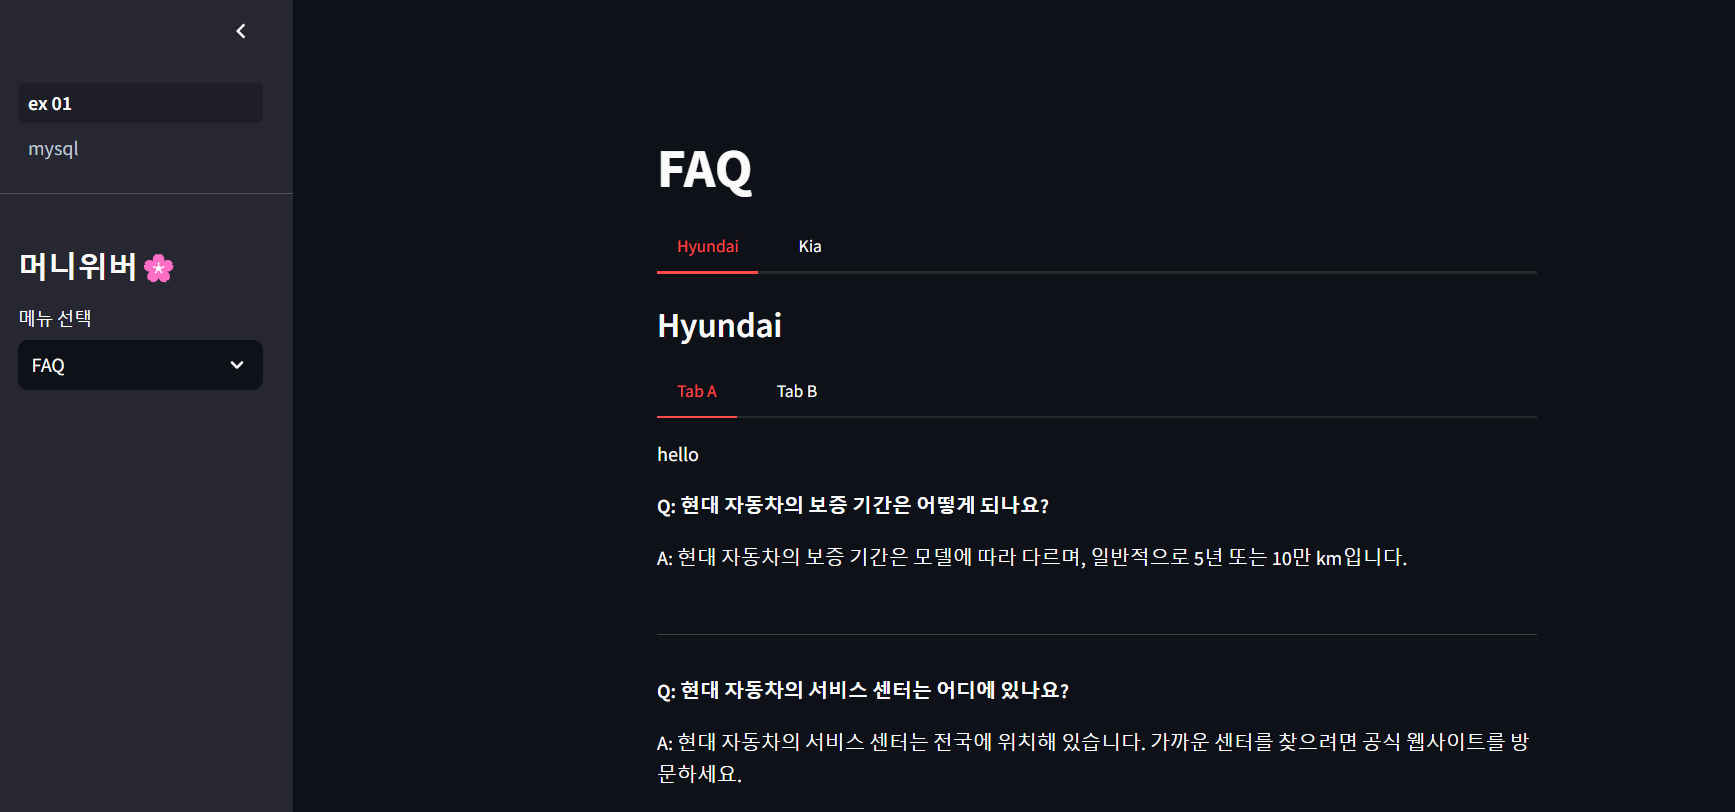 ex 01
mysql
머니위버🌸
메뉴 선택
FAQ
FAQ
Hyundai Kia
Hyundai
Tab A Tab B
hello
Q: 현대 자동차의 보증 기간은 어떻게 되나요?
A: 현대 자동차의 보증 기간은 모델에 따라 다르며, 일반적으로 5년 또는 10만 km입니다.
Q: 현대 자동차의 서비스 센터는 어디에 있나요?
A: 현대 자동차의 서비스 센터는 전국에 위치해 있습니다. 가까운 센터를 찾으려면 공식 웹사이트를 방
문하세요.